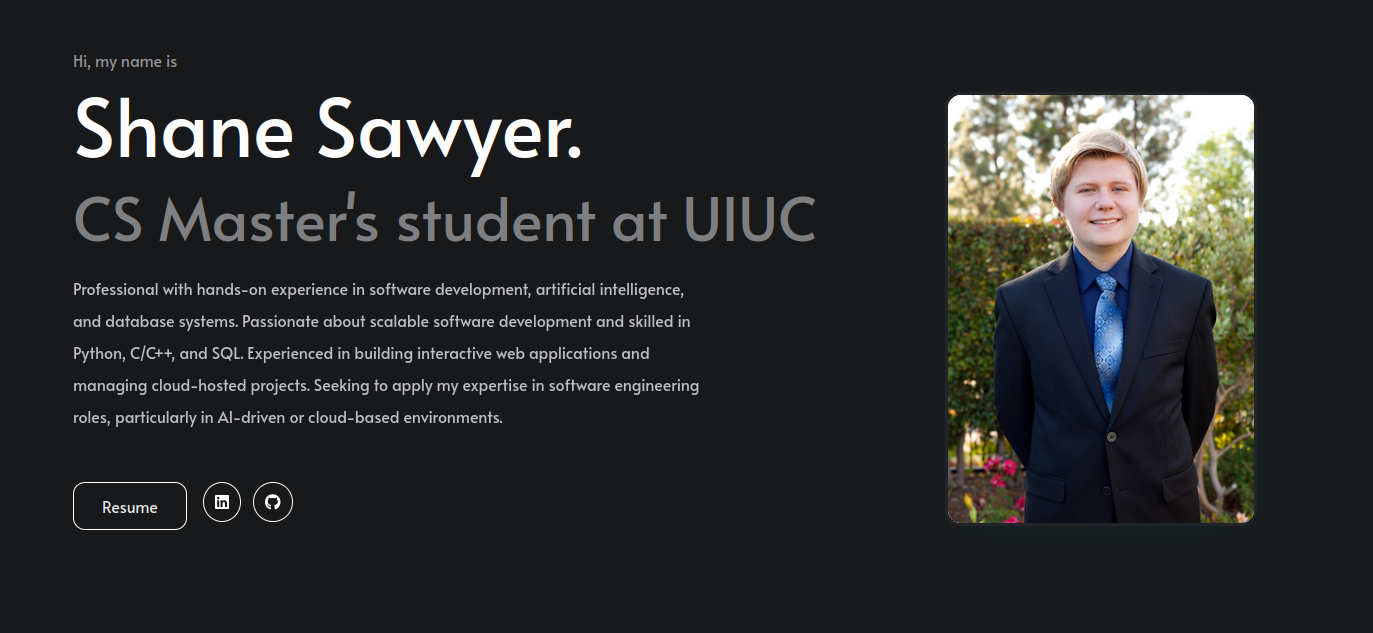 Hi, my name is
Shane Sawyer.
CS Master's student at UIUC
Professional with hands-on experience in software development, artificial intelligence,
and database systems. Passionate about scalable software development and skilled in
Python, C/C++, and SQL. Experienced in building interactive web applications and
managing cloud-hosted projects. Seeking to apply my expertise in software engineering
roles, particularly in AI-driven or cloud-based environments.
Resume
in